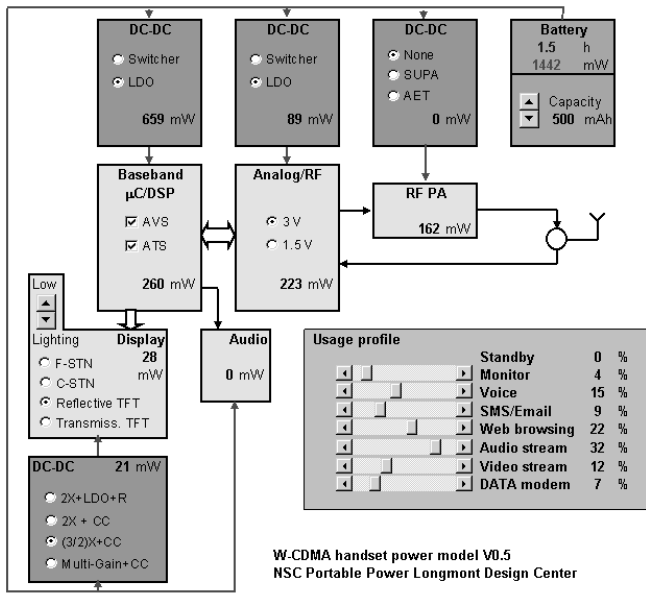 DC-DC
Switcher
LDO
659 mW
DC-DC
Switcher
LDO
89 mW
DC-DC
None
SUPA
AET
0 mW
Battery
1.5 h
1442 mW
Capacity
500 mAh
Baseband
µC/DSP
AVS
ATS
260 mW
Analog/RF
3 V
1.5 V
223 mW
RF PA
162 mW
Low
Lighting
Display
28
mW
F-STN
C-STN
Reflective TFT
Transmiss. TFT
Audio
0 mW
DC-DC 21 mW
2X+LDO+R
2X + CC
(3/2)X+CC
Multi-Gain+CC
Usage profile
Standby 0 %
Monitor 4 %
Voice 15 %
SMS/Email 9 %
Web browsing 22 %
Audio stream 32 %
Video stream 12 %
DATA modem 7 %
W-CDMA handset power model V0.5
NSC Portable Power Longmont Design Center